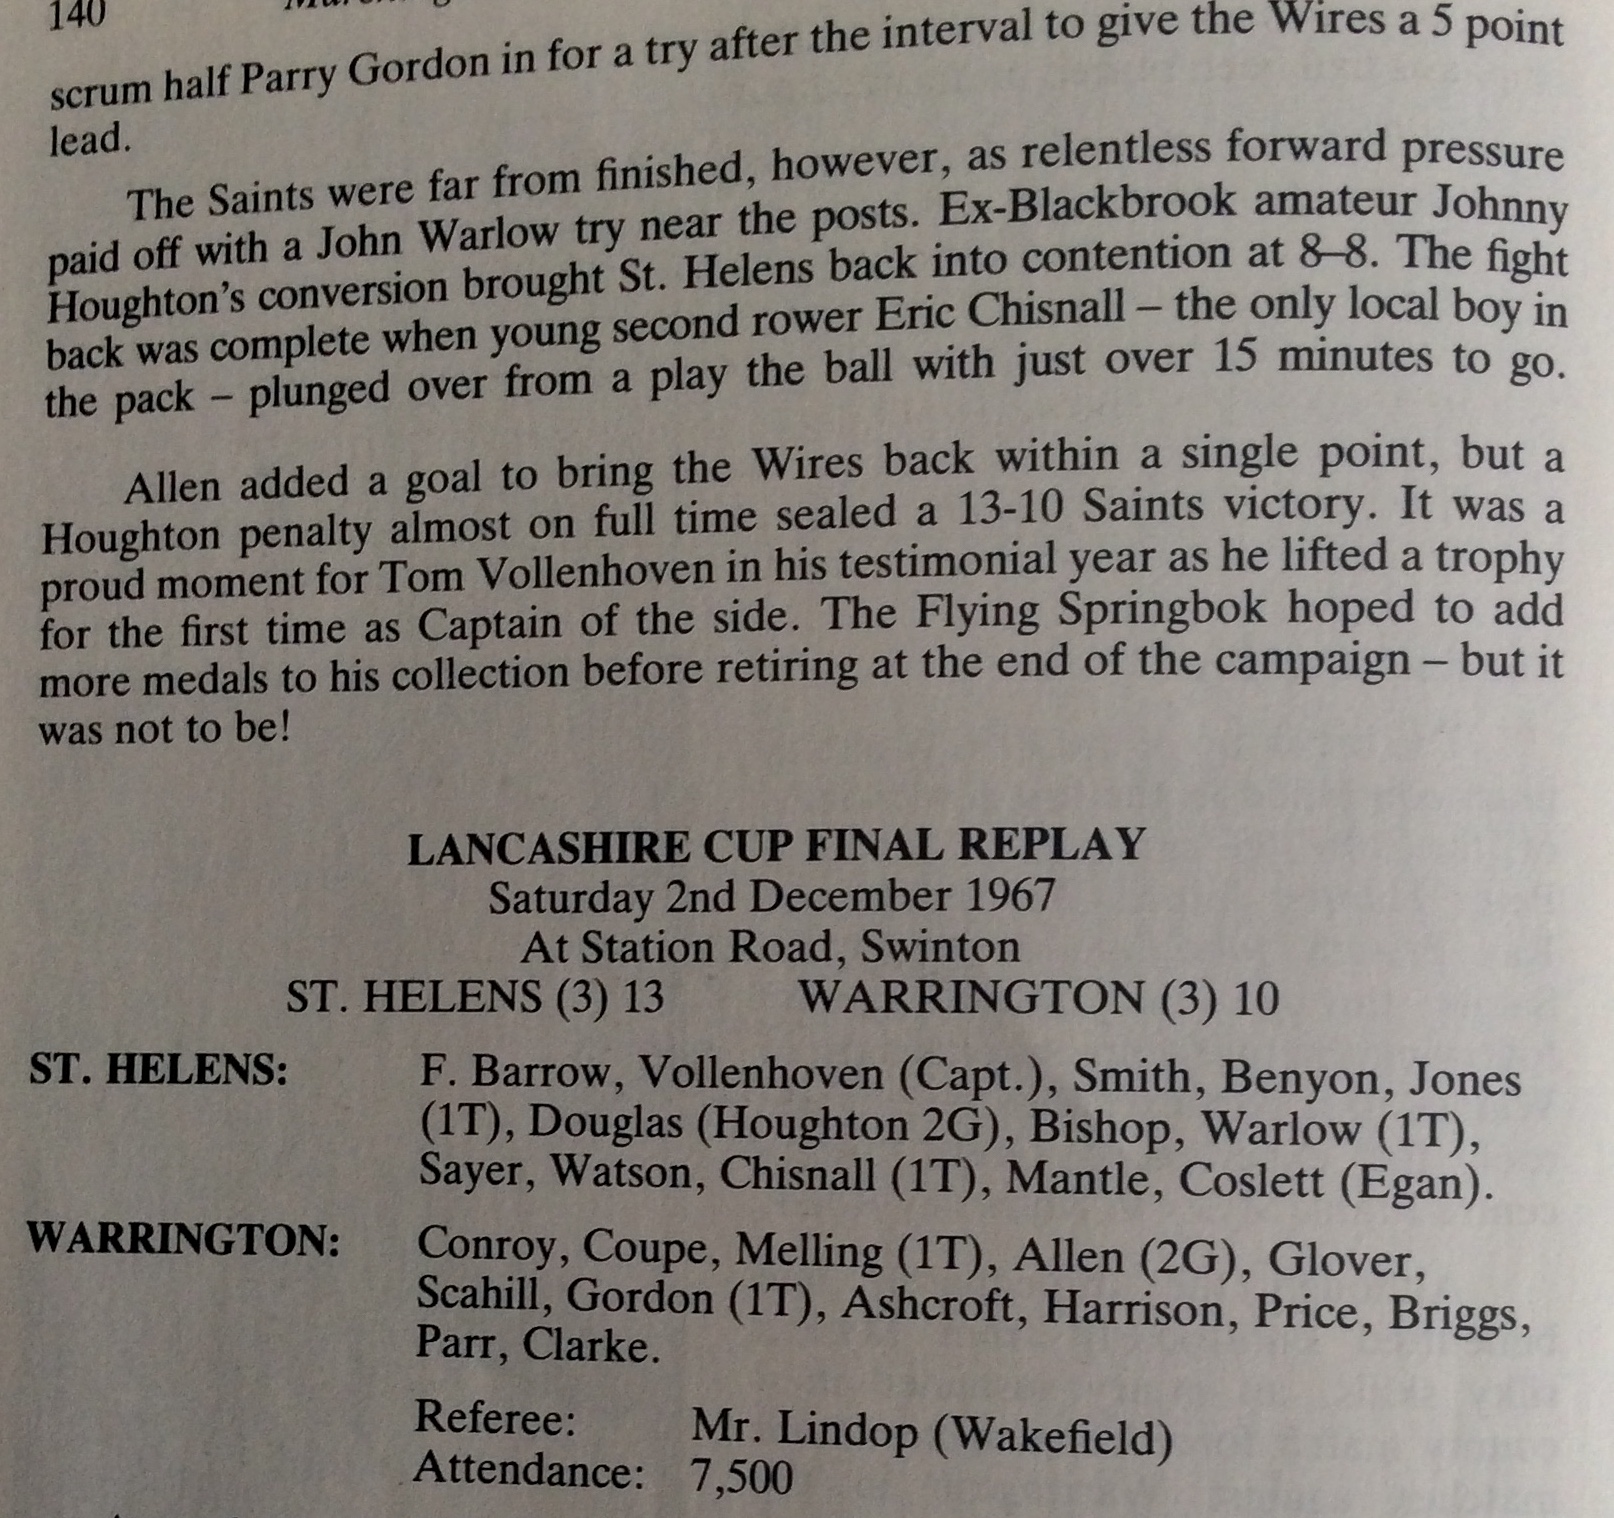 140
scrum half Parry Gordon in for a try after the interval to give the Wires a 5 point
lead.
The Saints were far from finished, however, as relentless forward pressure
paid off with a John Warlow try near the posts. Ex-Blackbrook amateur Johnny
Houghton's conversion brought St. Helens back into contention at 8–8. The fight
back was complete when young second rower Eric Chisnall – the only local boy in
the pack – plunged over from a play the ball with just over 15 minutes to go.
Allen added a goal to bring the Wires back within a single point, but a
Houghton penalty almost on full time sealed a 13-10 Saints victory. It was a
proud moment for Tom Vollenhoven in his testimonial year as he lifted a trophy
for the first time as Captain of the side. The Flying Springbok hoped to add
more medals to his collection before retiring at the end of the campaign – but it
was not to be!
LANCASHIRE CUP FINAL REPLAY
Saturday 2nd December 1967
At Station Road, Swinton
ST. HELENS (3) 13 WARRINGTON (3) 10
ST. HELENS: F. Barrow, Vollenhoven (Capt.), Smith, Benyon, Jones
(1T), Douglas (Houghton 2G), Bishop, Warlow (1T),
Sayer, Watson, Chisnall (1T), Mantle, Coslett (Egan).
WARRINGTON: Conroy, Coupe, Melling (1T), Allen (2G), Glover,
Scahill, Gordon (1T), Ashcroft, Harrison, Price, Briggs,
Parr, Clarke.
Referee: Mr. Lindop (Wakefield)
Attendance: 7,500